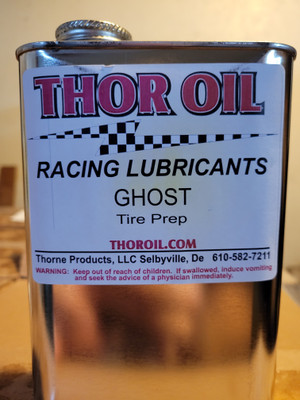 THOR OIL
RACING LUBRICANTS
GHOST
Tire Prep
THOROIL.COM
Thorne Products, LLC Selbyville, De 610-582-7211
WARNING: Keep out of reach of children. If swallowed, induce vomiting
and seek the advice of a physician immediately.